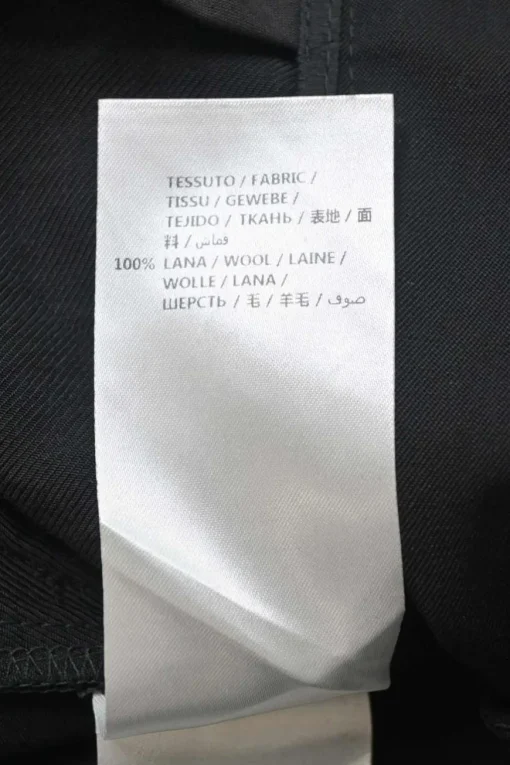 TESSUTO / FABRIC /
TISSU / GEWEBE /
TEJIDO / ТКАНЬ / 表地 / 面
料 / قماش
100% LANA / WOOL / LAINE /
WOLLE / LANA /
ШЕРСТЬ / 毛 / 羊毛 / صوف